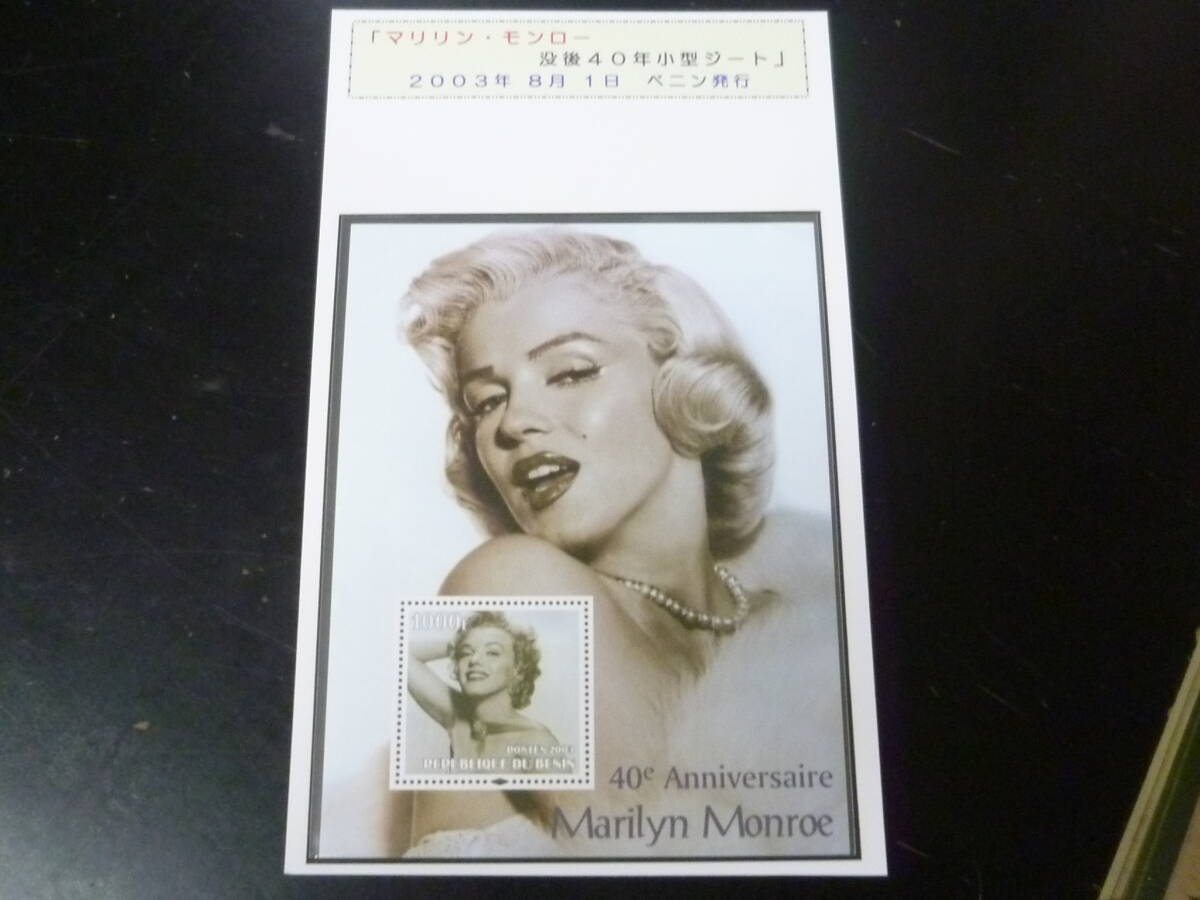 「マリリン・モンロー
没後40年小型ジート」
2003年 8月 1日 ベニン発行
1000F
POSTES 2003
REPUBLIQUE DU BENIN
40e Anniversaire
Marilyn Monroe